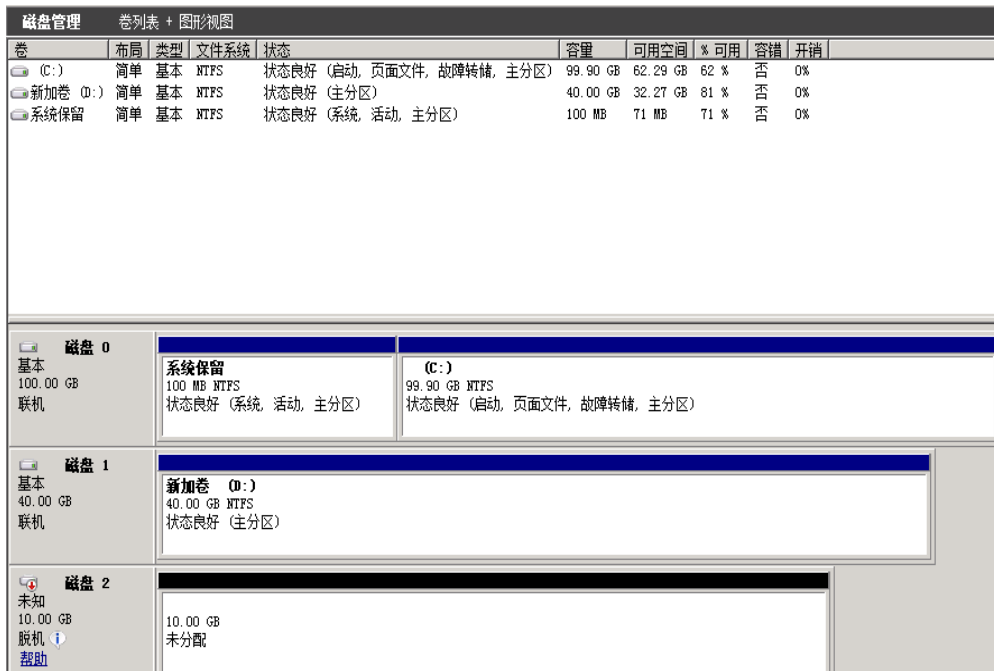 磁盘管理 卷列表 + 图形视图
卷 布局 类型 文件系统 状态 容量 可用空间 % 可用 容错 开销
(C:) 简单 基本 NTFS 状态良好 (启动, 页面文件, 故障转储, 主分区) 99.90 GB 62.29 GB 62 % 否 0%
新加卷 (D:) 简单 基本 NTFS 状态良好 (主分区) 40.00 GB 32.27 GB 81 % 否 0%
系统保留 简单 基本 NTFS 状态良好 (系统, 活动, 主分区) 100 MB 71 MB 71 % 否 0%
磁盘 0
基本
100.00 GB
联机
系统保留
100 MB NTFS
状态良好 (系统, 活动, 主分区)
(C:)
99.90 GB NTFS
状态良好 (启动, 页面文件, 故障转储, 主分区)
磁盘 1
基本
40.00 GB
联机
新加卷 (D:)
40.00 GB NTFS
状态良好 (主分区)
磁盘 2
未知
10.00 GB
脱机
帮助
10.00 GB
未分配